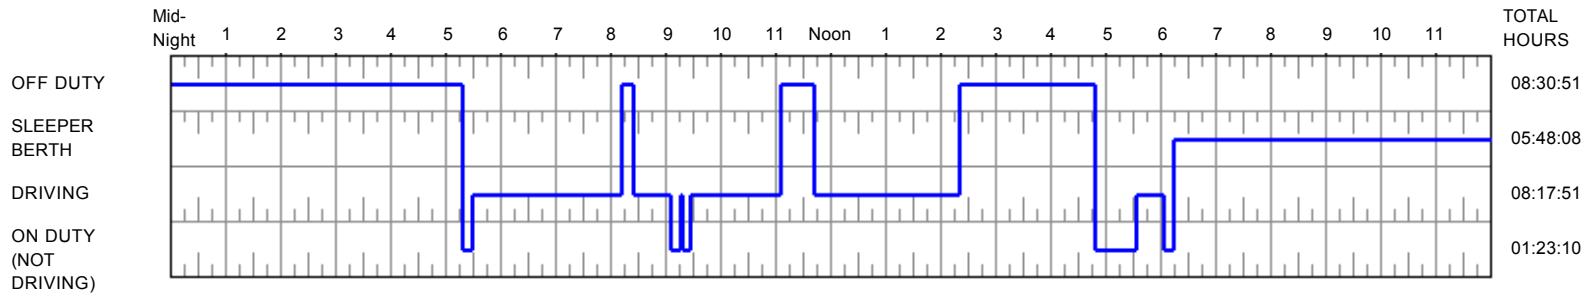 Mid-
Night 1 2 3 4 5 6 7 8 9 10 11 Noon 1 2 3 4 5 6 7 8 9 10 11
TOTAL
HOURS
OFF DUTY 08:30:51
SLEEPER
BERTH 05:48:08
DRIVING 08:17:51
ON DUTY
(NOT
DRIVING) 01:23:10